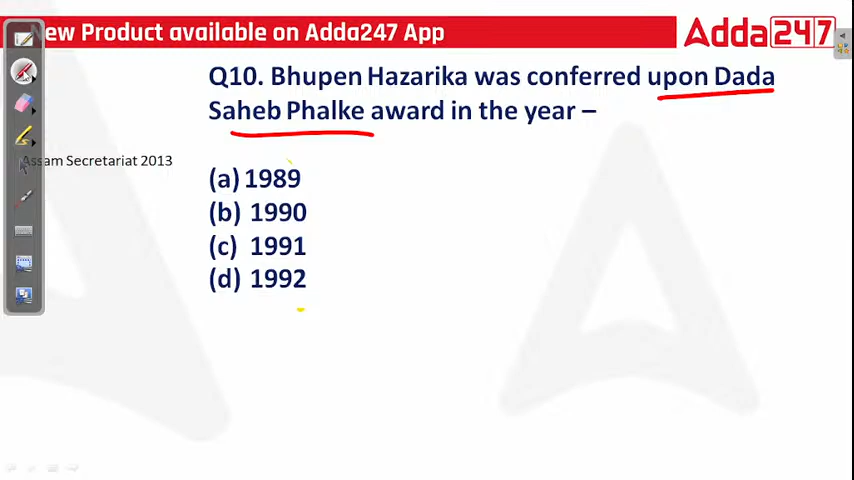 New Product available on Adda247 App
Adda247
Q10. Bhupen Hazarika was conferred upon Dada
Saheb Phalke award in the year –
Assam Secretariat 2013
(a) 1989
(b) 1990
(c) 1991
(d) 1992